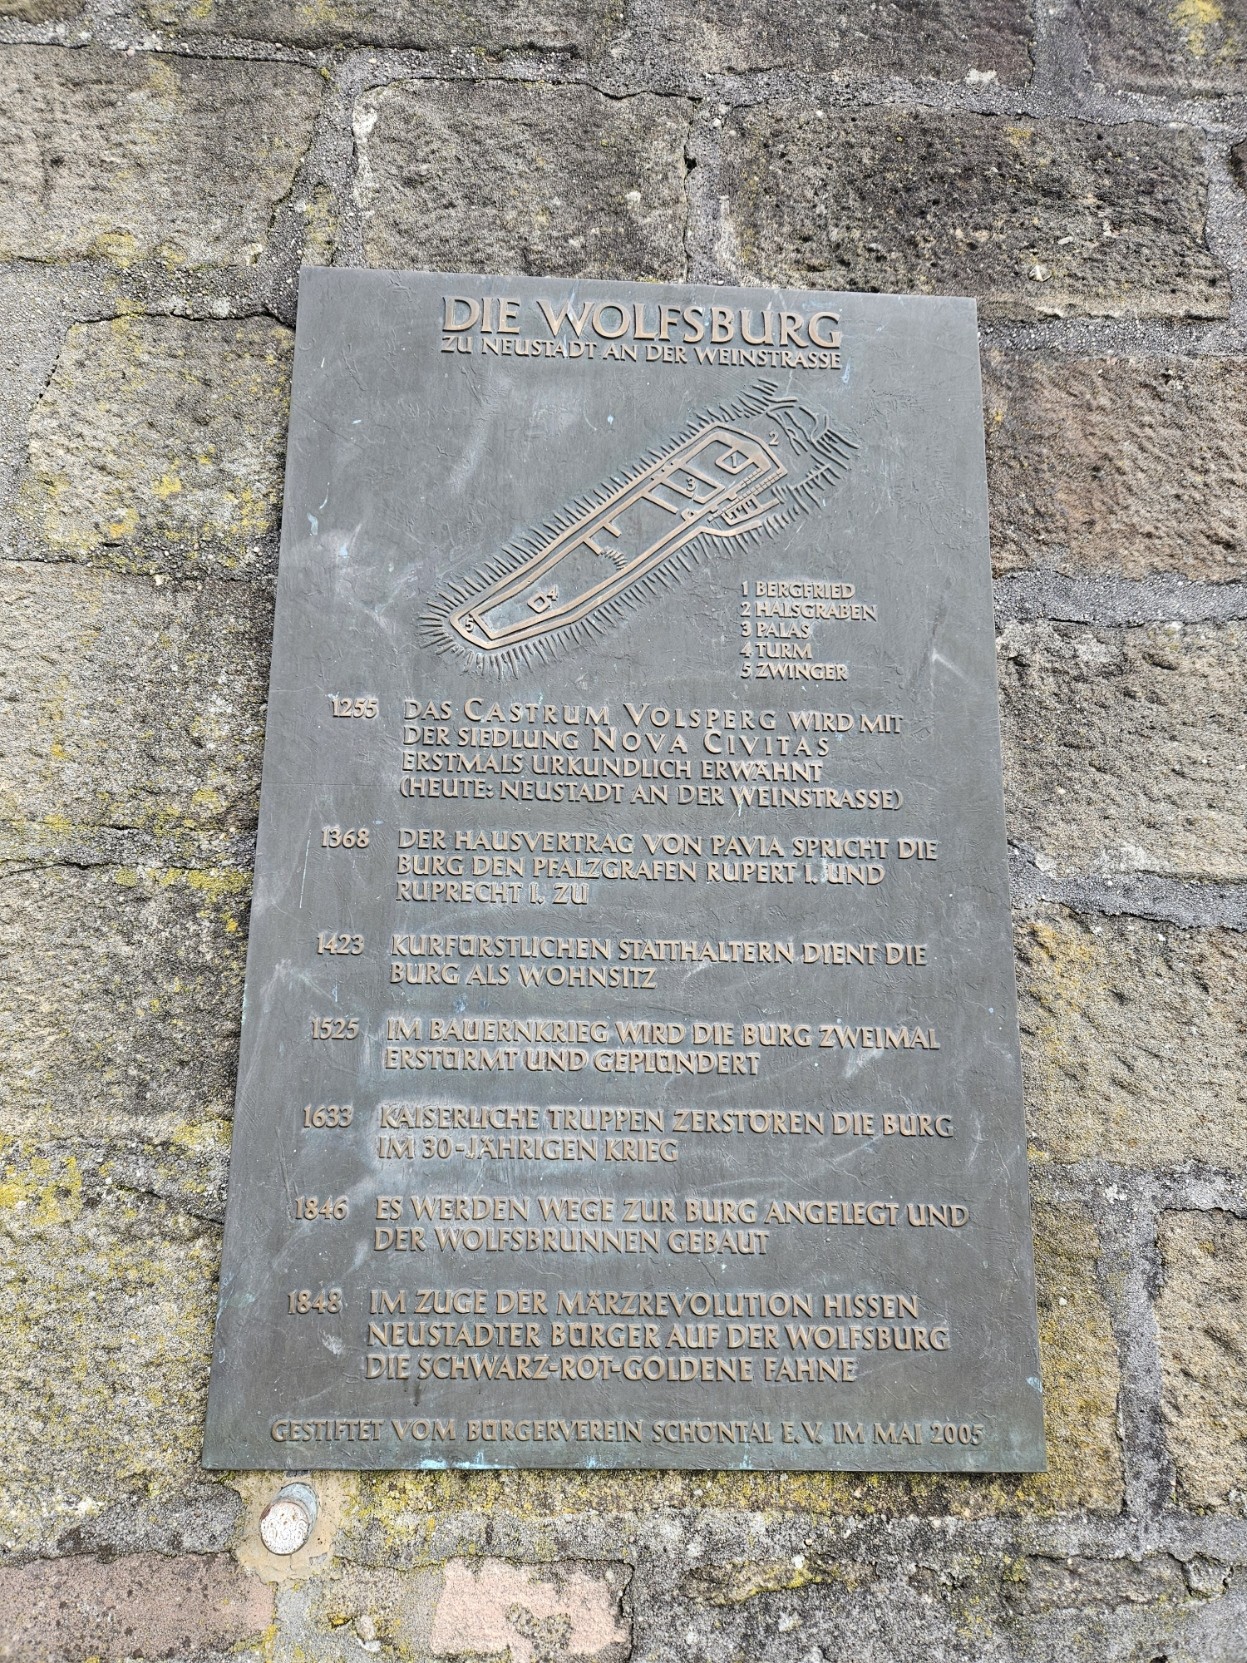 DIE WOLFSBURG
ZU NEUSTADT AN DER WEINSTRASSE
2
1
3
4
5
1 BERGFRIED
2 HALSGRABEN
3 PALAS
4 TURM
5 ZWINGER
1255 DAS CASTRUM VOLSPERG WIRD MIT
DER SIEDLUNG NOVA CIVITAS
ERSTMALS URKUNDLICH ERWÄHNT
(HEUTE: NEUSTADT AN DER WEINSTRASSE)
1368 DER HAUSVERTRAG VON PAVIA SPRICHT DIE
BURG DEN PFALZGRAFEN RUPERT I. UND
RUPRECHT I. ZU
1423 KURFÜRSTLICHEN STATTHALTERN DIENT DIE
BURG ALS WOHNSITZ
1525 IM BAUERNKRIEG WIRD DIE BURG ZWEIMAL
ERSTÜRMT UND GEPLÜNDERT
1633 KAISERLICHE TRUPPEN ZERSTÖREN DIE BURG
IM 30-JÄHRIGEN KRIEG
1846 ES WERDEN WEGE ZUR BURG ANGELEGT UND
DER WOLFSBRUNNEN GEBAUT
1848 IM ZUGE DER MÄRZREVOLUTION HISSEN
NEUSTADTER BÜRGER AUF DER WOLFSBURG
DIE SCHWARZ-ROT-GOLDENE FAHNE
GESTIFTET VOM BÜRGERVEREIN SCHÖNTAL E.V. IM MAI 2005